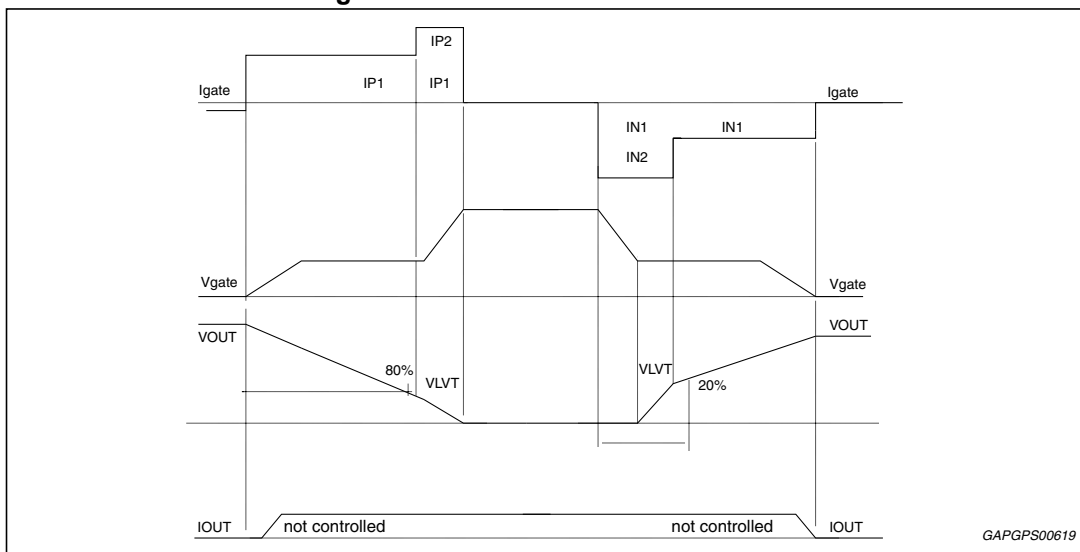 IP2
IP1 IP1
Igate Igate
IN1 IN1
IN2
Vgate Vgate
VOUT VOUT
80% VLVT VLVT 20%
IOUT not controlled not controlled IOUT
GAPGPS00619